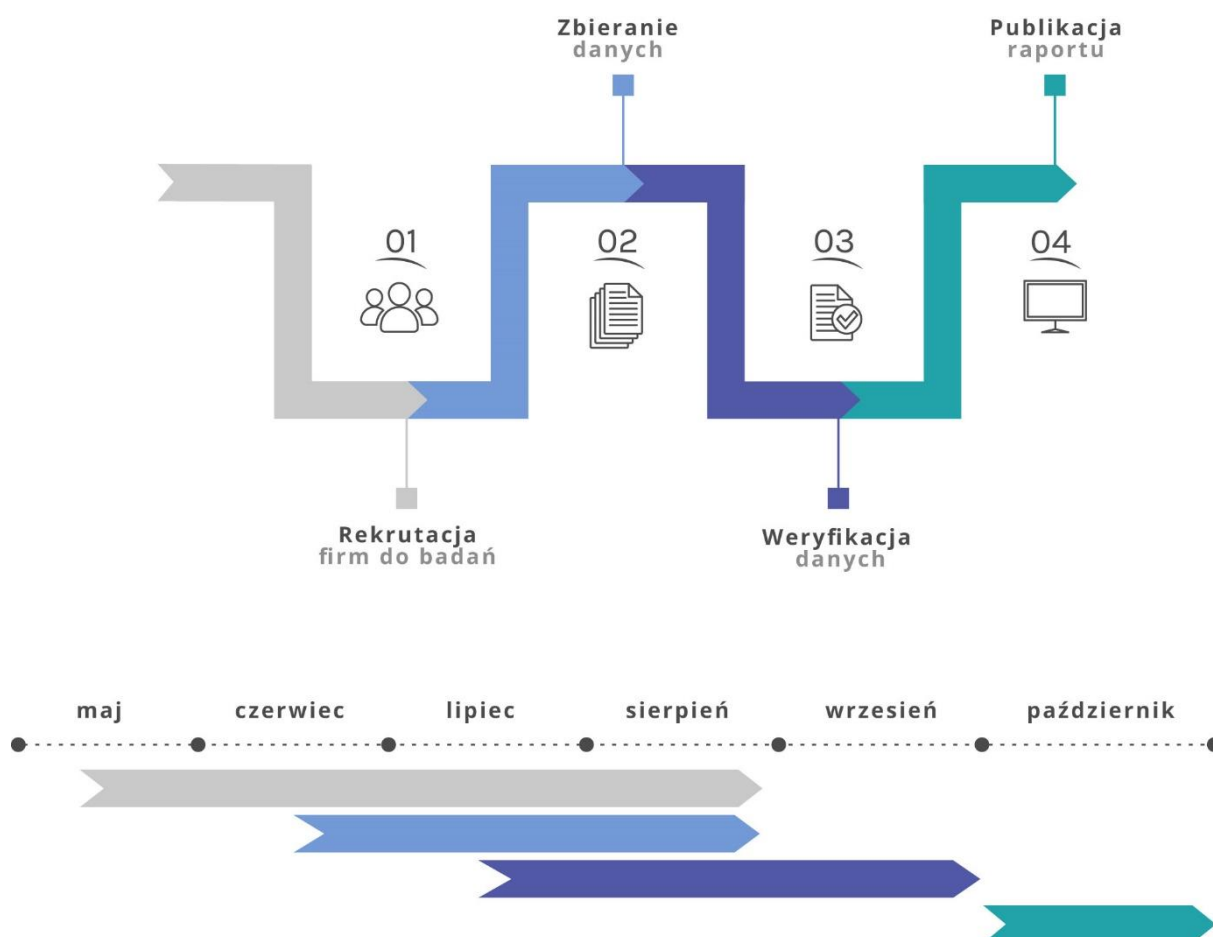 Zbieranie
danych
Publikacja
raportu
01
02
03
04
Rekrutacja
firm do badań
Weryfikacja
danych
maj czerwiec lipiec sierpień wrzesień październik